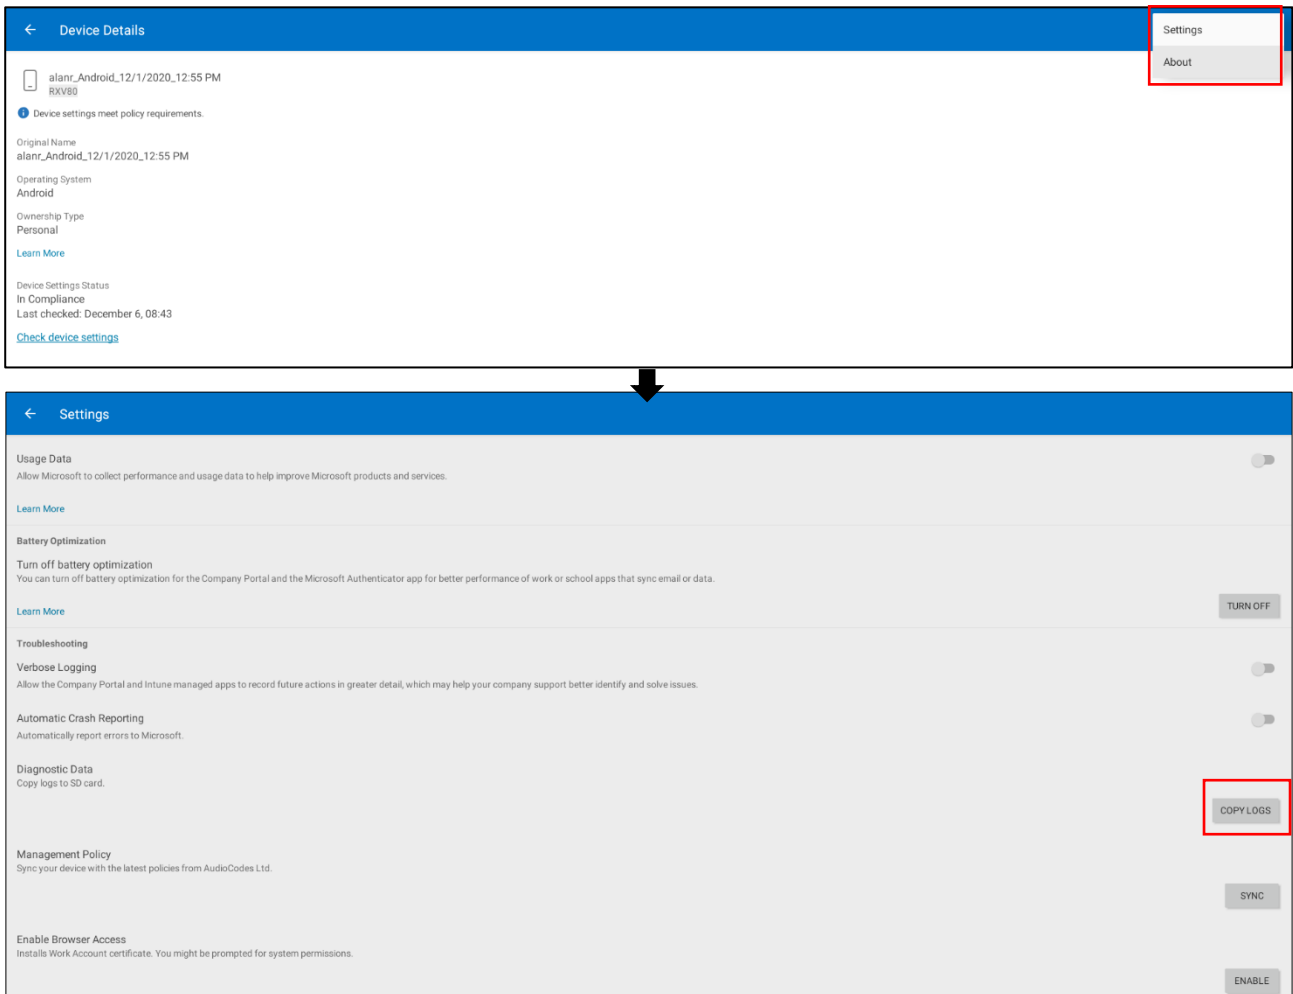 Device Details
Settings
About
alanr_Android_12/1/2020_12:55 PM
RXV80
Device settings meet policy requirements.
Original Name
alanr_Android_12/1/2020_12:55 PM
Operating System
Android
Ownership Type
Personal
Learn More
Device Settings Status
In Compliance
Last checked: December 6, 08:43
Check device settings
Settings
Usage Data
Allow Microsoft to collect performance and usage data to help improve Microsoft products and services.
Learn More
Battery Optimization
Turn off battery optimization
You can turn off battery optimization for the Company Portal and the Microsoft Authenticator app for better performance of work or school apps that sync email or data.
Learn More
TURN OFF
Troubleshooting
Verbose Logging
Allow the Company Portal and Intune managed apps to record future actions in greater detail, which may help your company support better identify and solve issues.
Automatic Crash Reporting
Automatically report errors to Microsoft.
Diagnostic Data
Copy logs to SD card.
COPY LOGS
Management Policy
Sync your device with the latest policies from AudioCodes Ltd.
SYNC
Enable Browser Access
Installs Work Account certificate. You might be prompted for system permissions.
ENABLE